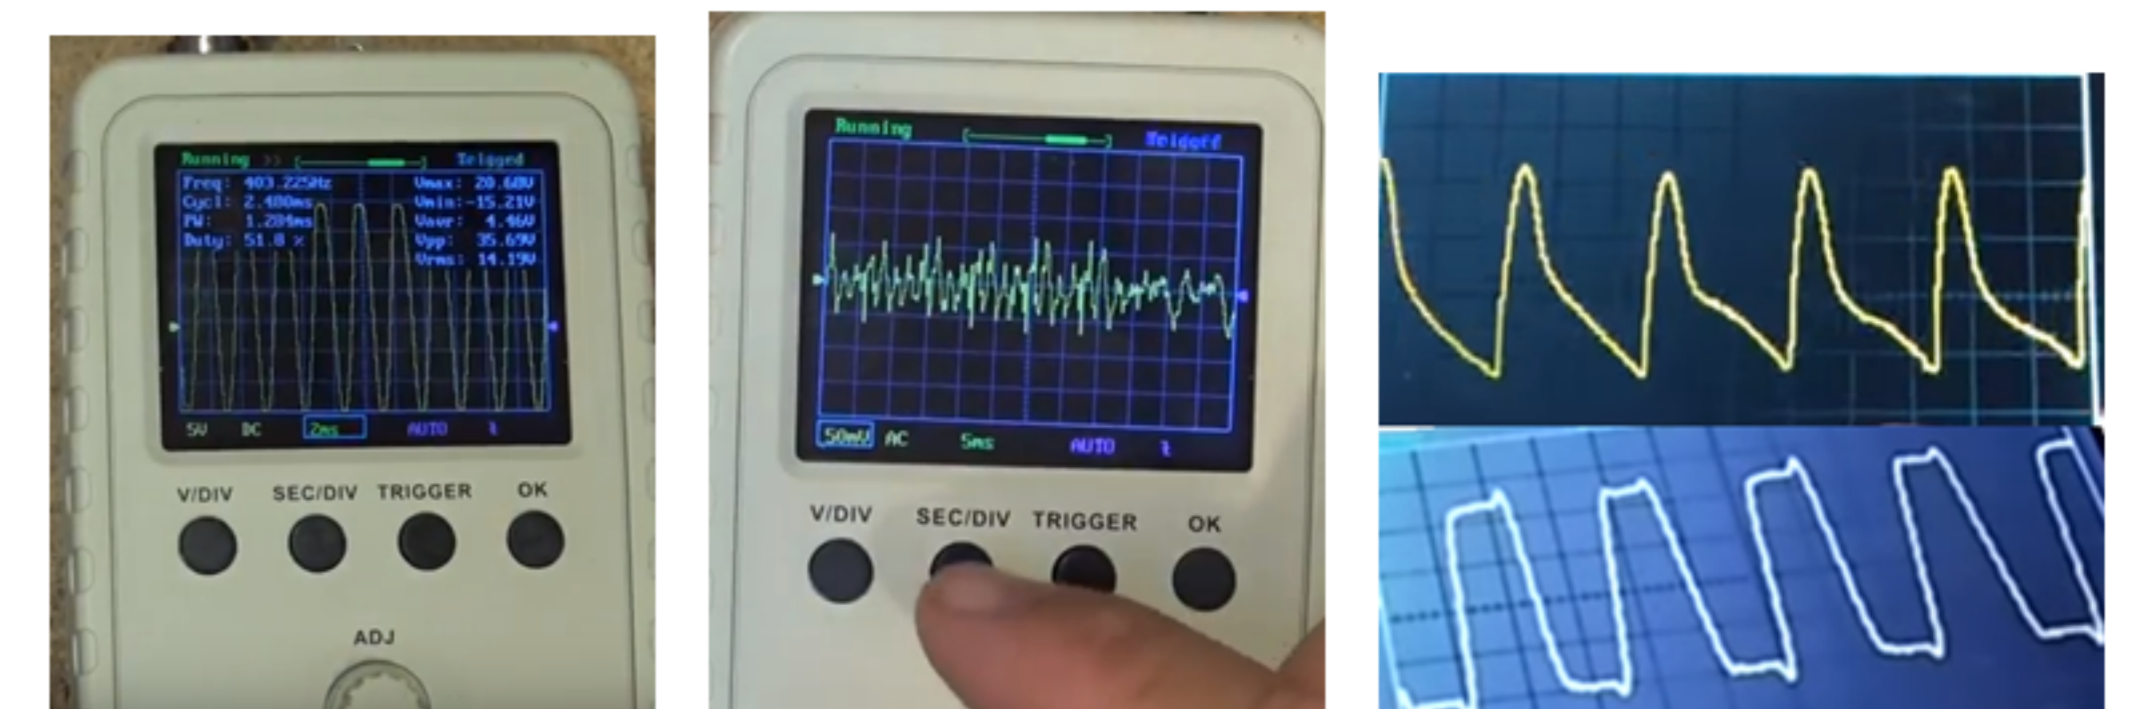 Running >> Trigged
Freq: 403.225Hz Vmax: 20.68V
Cycl: 2.480ms Vmin:-15.21V
PW: 1.284ms Vavr: 4.46V
Duty: 51.8 % Vpp: 35.69V
Vrms: 14.19V
5V DC 2ms AUTO
V/DIV SEC/DIV TRIGGER OK
ADJ
Running Trigged
50mV AC 5ms AUTO
V/DIV SEC/DIV TRIGGER OK